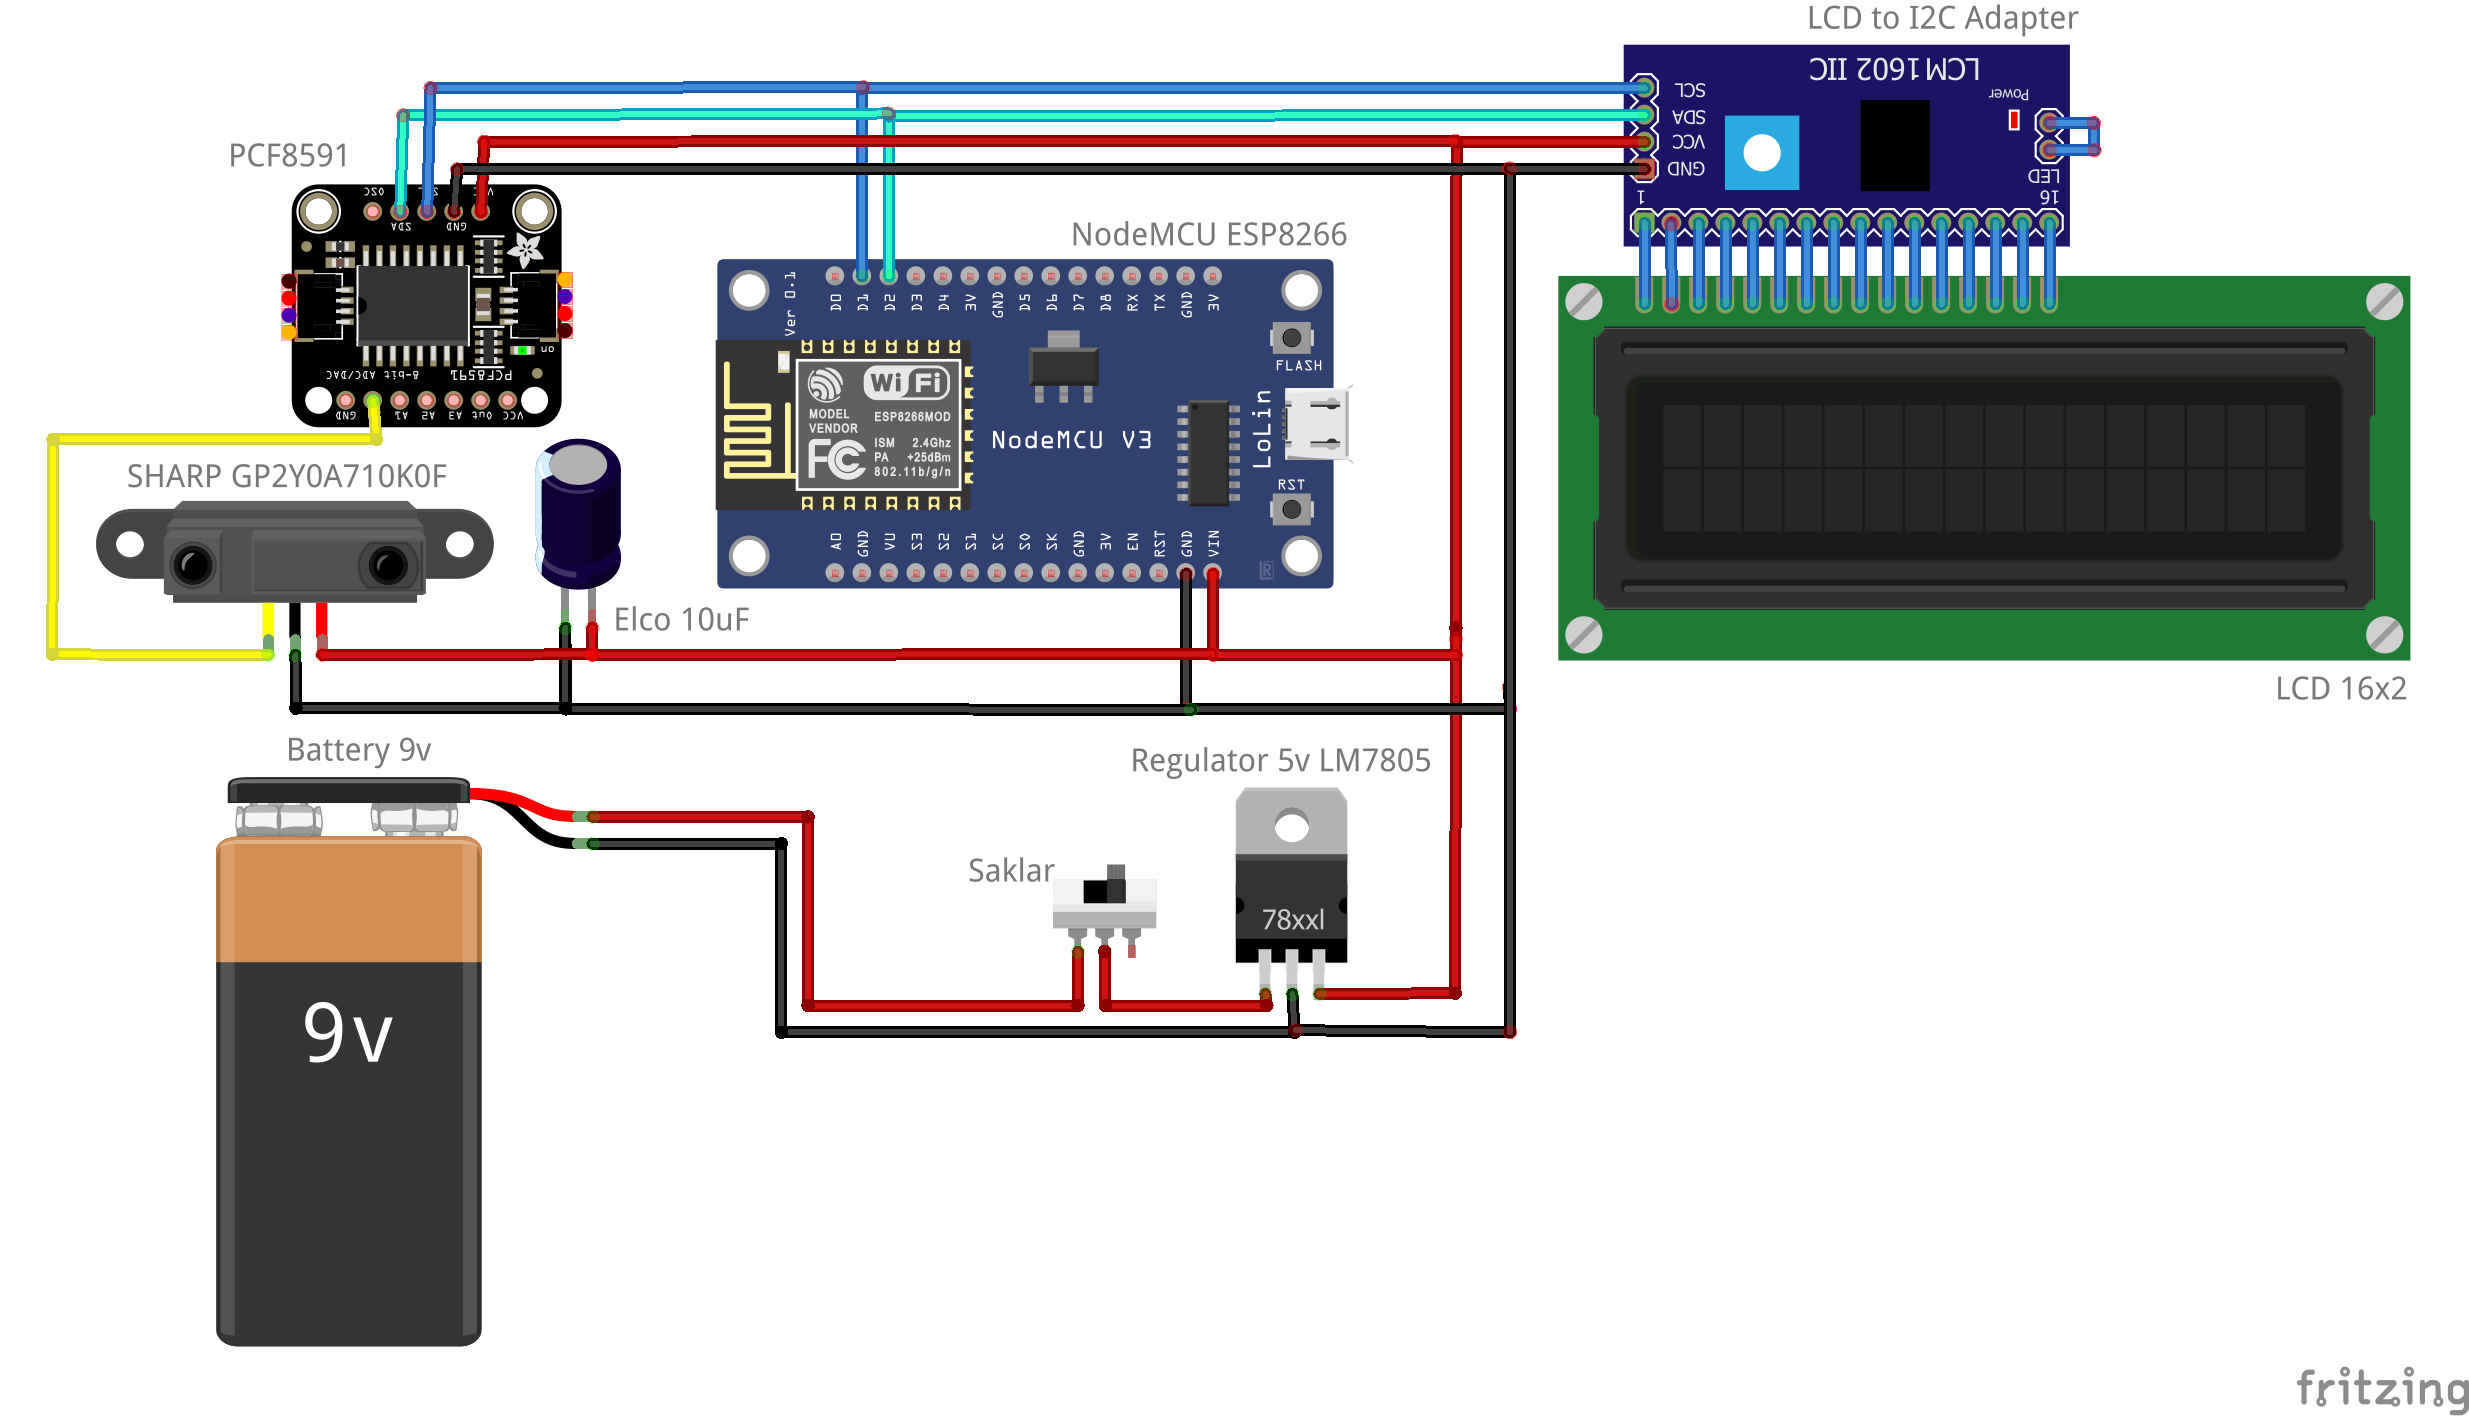 LCD to I2C Adapter
LCM1602 IIC
SCL
SDA
VCC
GND
Power
LED
1
16
PCF8591
OSC
SDA
GND
on
8-bit ADC/DAC
PCF8591
GND
A1
A2
A3
Out
VCC
NodeMCU ESP8266
Ver 0.1
D0
D1
D2
D3
D4
3V
GND
D5
D6
D7
D8
RX
TX
GND
3V
FLASH
WiFi
MODEL
VENDOR
ESP8266MOD
FC
ISM 2.4Ghz
PA +25dBm
802.11b/g/n
NodeMCU V3
LoLin
RST
A0
GND
VU
S3
S2
S1
SC
S0
SK
GND
3V
EN
RST
GND
VIN
SHARP GP2Y0A710K0F
Elco 10uF
LCD 16x2
Battery 9v
9v
Regulator 5v LM7805
Saklar
78xxl
fritzing